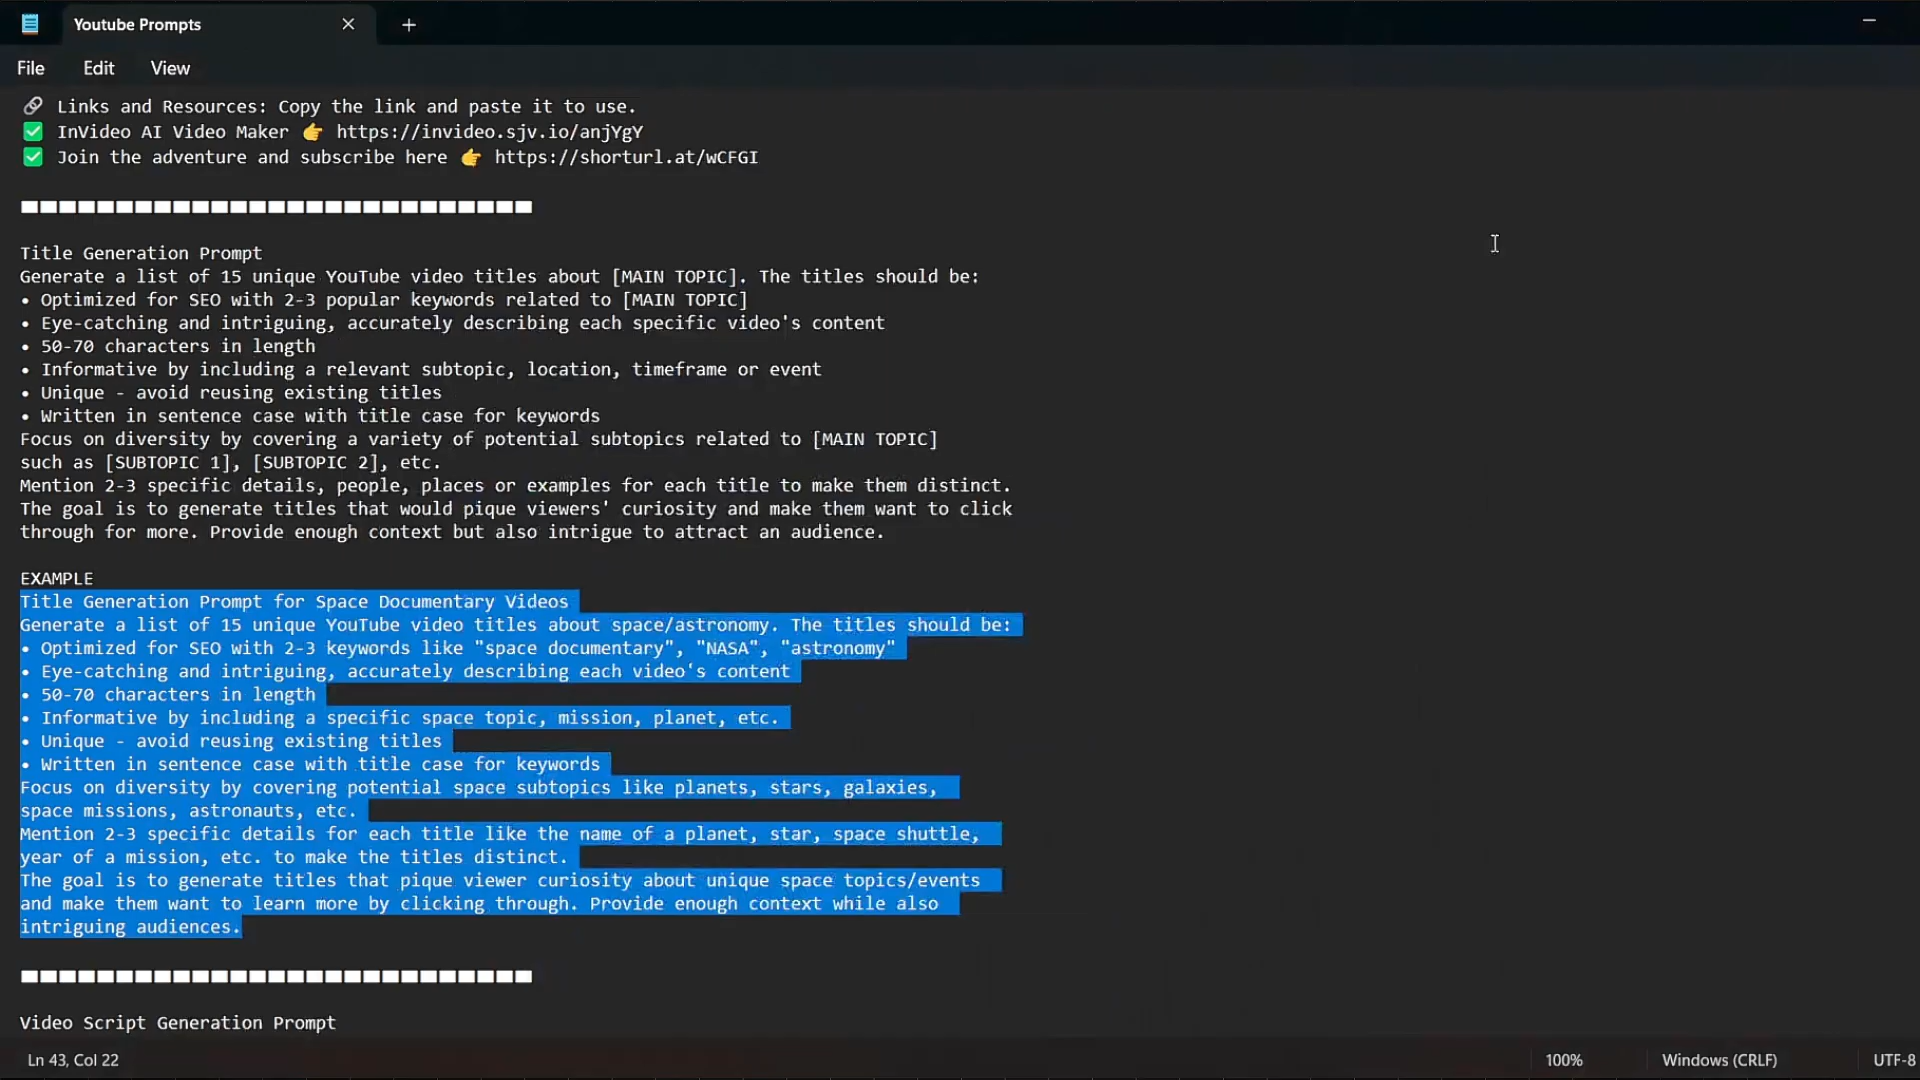 Youtube Prompts
File Edit View
🔗 Links and Resources: Copy the link and paste it to use.
✅ InVideo AI Video Maker 👉 https://invideo.sjv.io/anjYgY
✅ Join the adventure and subscribe here 👉 https://shorturl.at/wCFGI
Title Generation Prompt
Generate a list of 15 unique YouTube video titles about [MAIN TOPIC]. The titles should be:
• Optimized for SEO with 2-3 popular keywords related to [MAIN TOPIC]
• Eye-catching and intriguing, accurately describing each specific video's content
• 50-70 characters in length
• Informative by including a relevant subtopic, location, timeframe or event
• Unique - avoid reusing existing titles
• Written in sentence case with title case for keywords
Focus on diversity by covering a variety of potential subtopics related to [MAIN TOPIC]
such as [SUBTOPIC 1], [SUBTOPIC 2], etc.
Mention 2-3 specific details, people, places or examples for each title to make them distinct.
The goal is to generate titles that would pique viewers' curiosity and make them want to click
through for more. Provide enough context but also intrigue to attract an audience.
EXAMPLE
Title Generation Prompt for Space Documentary Videos
Generate a list of 15 unique YouTube video titles about space/astronomy. The titles should be:
• Optimized for SEO with 2-3 keywords like "space documentary", "NASA", "astronomy"
• Eye-catching and intriguing, accurately describing each video‘s content
• 50-70 characters in length
• Informative by including a specific space topic, mission, planet, etc.
• Unique - avoid reusing existing titles
• Written in sentence case with title case for keywords
Focus on diversity by covering potential space subtopics like planets, stars, galaxies,
space missions, astronauts, etc.
Mention 2-3 specific details for each title like the name of a planet, star, space shuttle,
year of a mission, etc. to make the titles distinct.
The goal is to generate titles that pique viewer curiosity about unique space topics/events
and make them want to learn more by clicking through. Provide enough context while also
intriguing audiences.
Video Script Generation Prompt
Ln 43, Col 22 100% Windows (CRLF) UTF-8